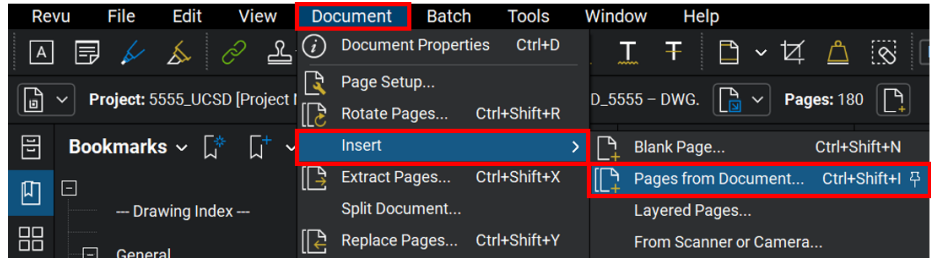 Revu File Edit View Document Batch Tools Window Help
A
Document Properties Ctrl+D
T T
Page Setup...
Project: 5555_UCSD [Project
D_5555 – DWG. Pages: 180
Rotate Pages... Ctrl+Shift+R
Bookmarks
Insert
Blank Page... Ctrl+Shift+N
Extract Pages... Ctrl+Shift+X
Pages from Document... Ctrl+Shift+I
--- Drawing Index ---
Split Document...
Layered Pages...
General
Replace Pages... Ctrl+Shift+Y
From Scanner or Camera...